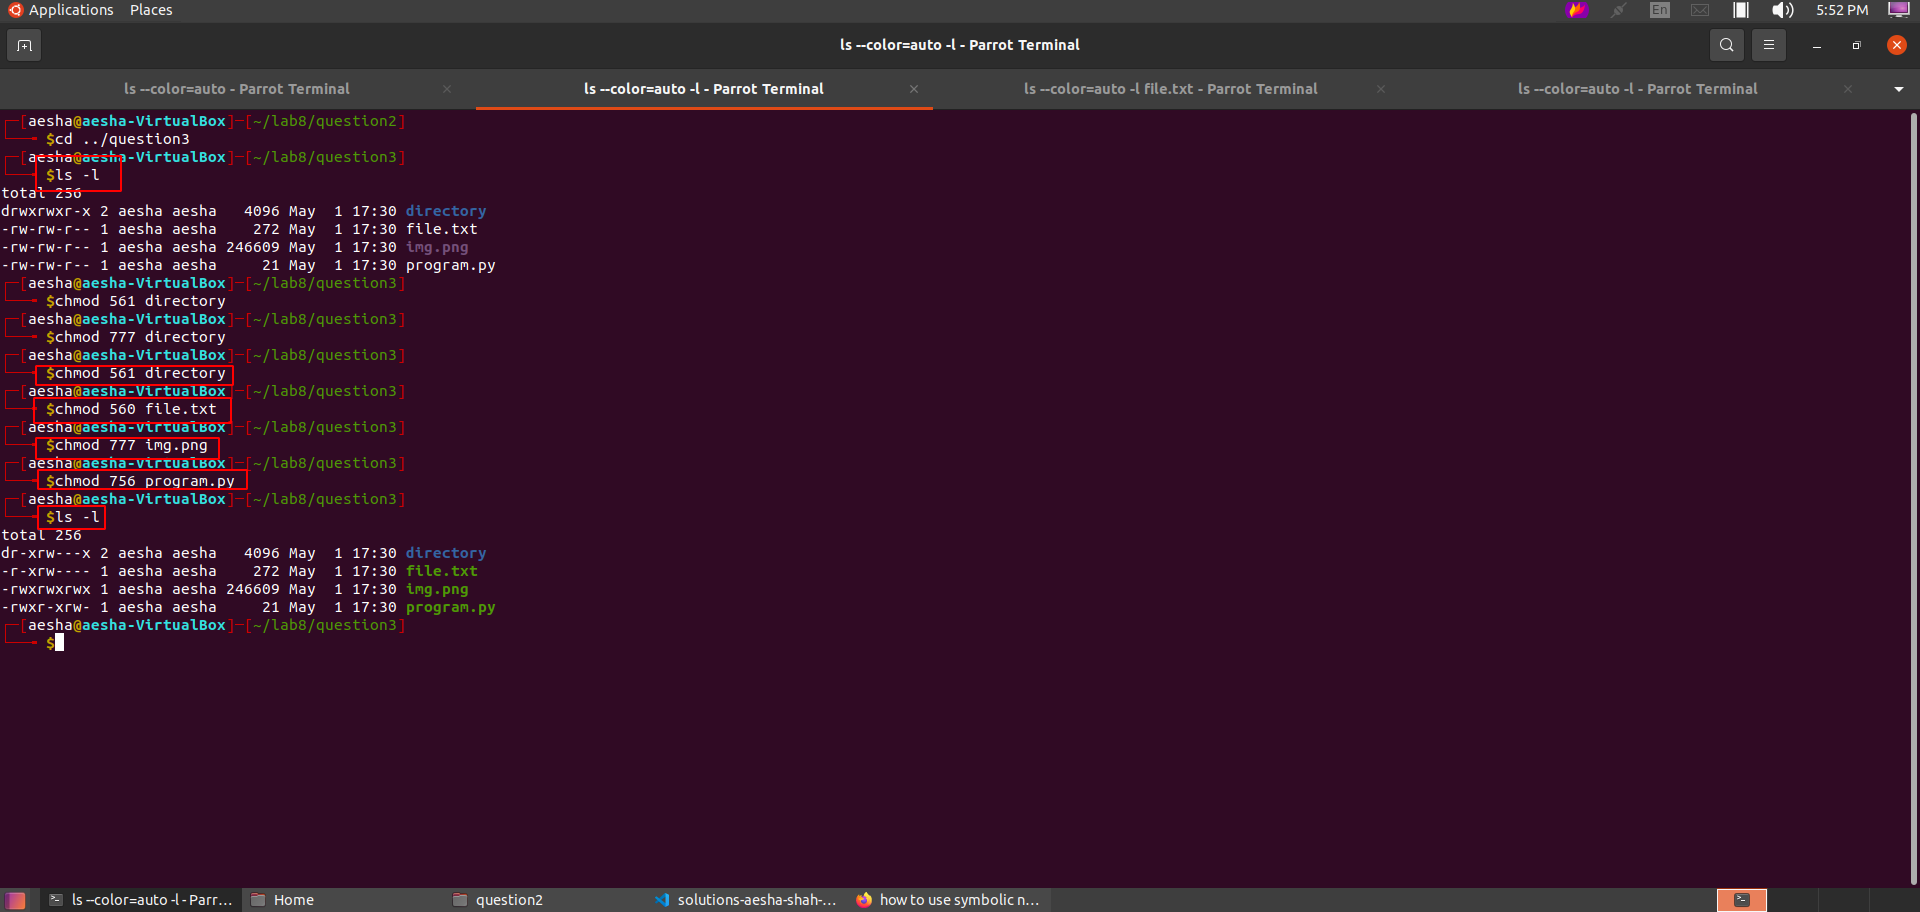 Applications Places En 5:52 PM
ls --color=auto -l - Parrot Terminal
ls --color=auto - Parrot Terminal ls --color=auto -l - Parrot Terminal ls --color=auto -l file.txt - Parrot Terminal ls --color=auto -l - Parrot Terminal
[aesha@aesha-VirtualBox]─[~/lab8/question2]
$cd ../question3
[aesha@aesha-VirtualBox]─[~/lab8/question3]
$ls -l
total 256
drwxrwxr-x 2 aesha aesha   4096 May  1 17:30 directory
-rw-rw-r-- 1 aesha aesha    272 May  1 17:30 file.txt
-rw-rw-r-- 1 aesha aesha 246609 May  1 17:30 img.png
-rw-rw-r-- 1 aesha aesha     21 May  1 17:30 program.py
[aesha@aesha-VirtualBox]─[~/lab8/question3]
$chmod 561 directory
[aesha@aesha-VirtualBox]─[~/lab8/question3]
$chmod 777 directory
[aesha@aesha-VirtualBox]─[~/lab8/question3]
$chmod 561 directory
[aesha@aesha-VirtualBox]─[~/lab8/question3]
$chmod 560 file.txt
[aesha@aesha-VirtualBox]─[~/lab8/question3]
$chmod 777 img.png
[aesha@aesha-VirtualBox]─[~/lab8/question3]
$chmod 756 program.py
[aesha@aesha-VirtualBox]─[~/lab8/question3]
$ls -l
total 256
dr-xrw---x 2 aesha aesha   4096 May  1 17:30 directory
-r-xrw---- 1 aesha aesha    272 May  1 17:30 file.txt
-rwxrwxrwx 1 aesha aesha 246609 May  1 17:30 img.png
-rwxr-xrw- 1 aesha aesha     21 May  1 17:30 program.py
[aesha@aesha-VirtualBox]─[~/lab8/question3]
$
ls --color=auto -l - Parr... Home question2 solutions-aesha-shah-... how to use symbolic n...